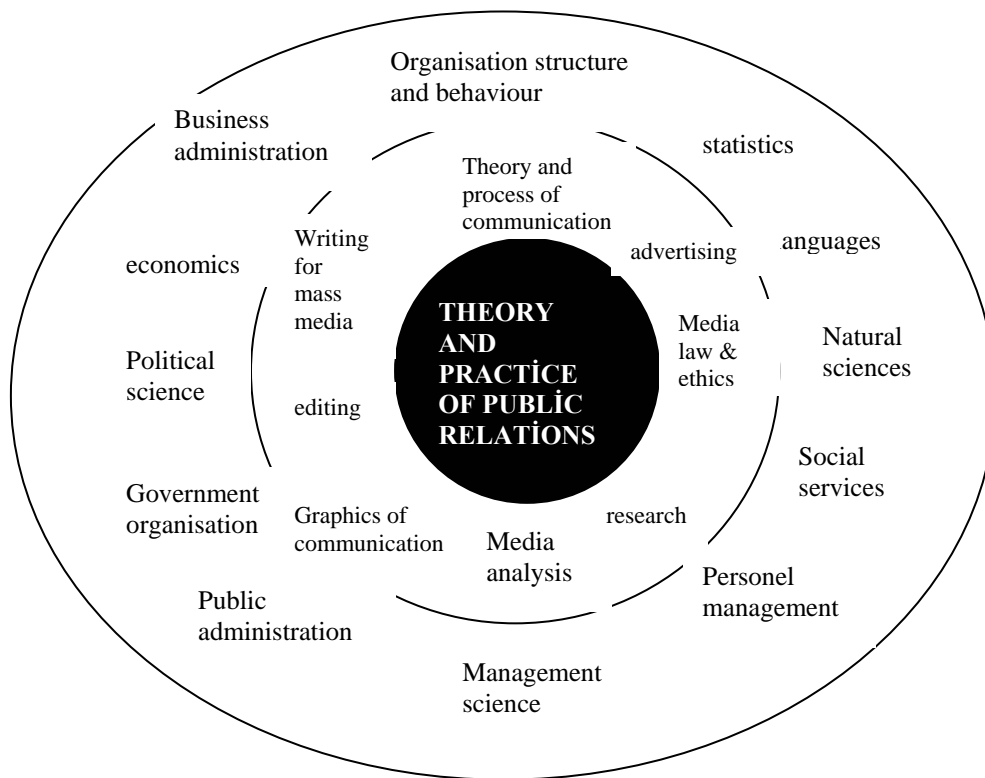 Organisation structure
and behaviour
Business
administration
statistics
Theory and
process of
communication
Writing
for
mass
media
advertising
anguages
economics
THEORY
AND
PRACTİCE
OF PUBLİC
RELATİONS
Media
law &
ethics
Natural
sciences
Political
science
editing
Social
services
Government
organisation
Graphics of
communication
Media
analysis
research
Personel
management
Public
administration
Management
science